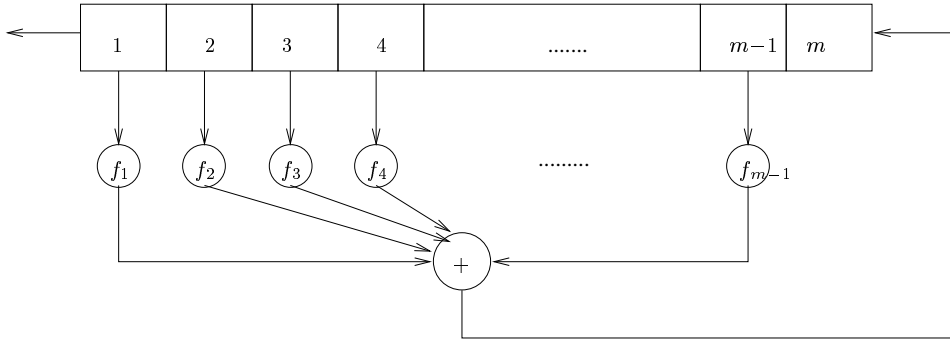 1 2 3 4 ....... m−1 m
f₁ f₂ f₃ f₄ ......... fₘ₋₁
+